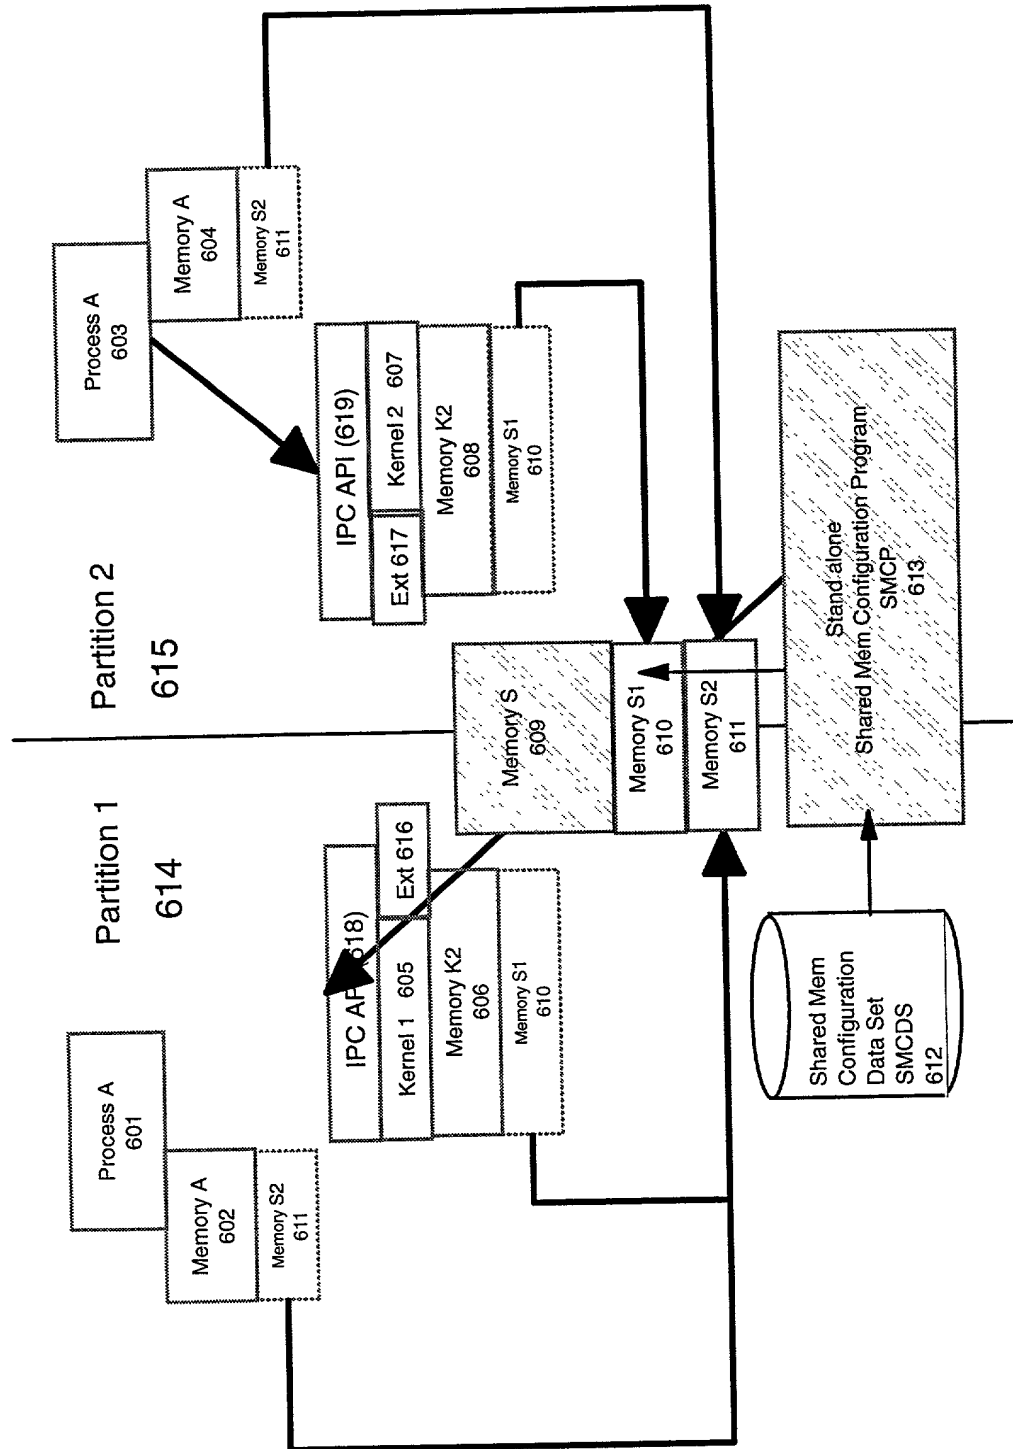 Partition 1
614
Partition 2
615
Process A
601
Memory A
602
Memory S2
611
IPC API (618)
Kernel 1 605
Ext 616
Memory K2
606
Memory S1
610
Process A
603
Memory A
604
Memory S2
611
IPC API (619)
Ext 617
Kernel 2 607
Memory K2
608
Memory S1
610
Memory S
609
Memory S1
610
Memory S2
611
Shared Mem
Configuration
Data Set
SMCDS
612
Stand alone
Shared Mem Configuration Program
SMCP
613